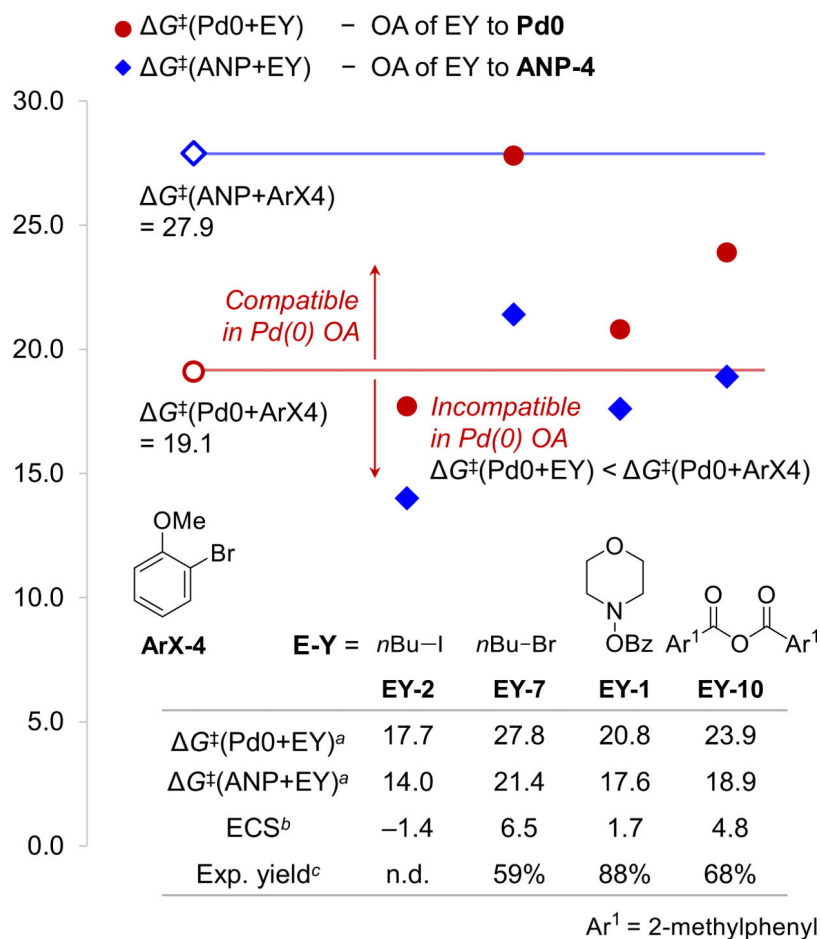 ΔG‡(Pd0+EY) – OA of EY to Pd0
ΔG‡(ANP+EY) – OA of EY to ANP-4
30.0
25.0
20.0
15.0
10.0
5.0
0.0
ΔG‡(ANP+ArX4)
= 27.9
Compatible
in Pd(0) OA
ΔG‡(Pd0+ArX4)
= 19.1
Incompatible
in Pd(0) OA
ΔG‡(Pd0+EY) < ΔG‡(Pd0+ArX4)
OMe
Br
ArX-4
E-Y = nBu–I nBu–Br
O
N
OBz
O O
Ar¹ O Ar¹
EY-2 EY-7 EY-1 EY-10
ΔG‡(Pd0+EY)ᵃ 17.7 27.8 20.8 23.9
ΔG‡(ANP+EY)ᵃ 14.0 21.4 17.6 18.9
ECSᵇ –1.4 6.5 1.7 4.8
Exp. yieldᶜ n.d. 59% 88% 68%
Ar¹ = 2-methylphenyl